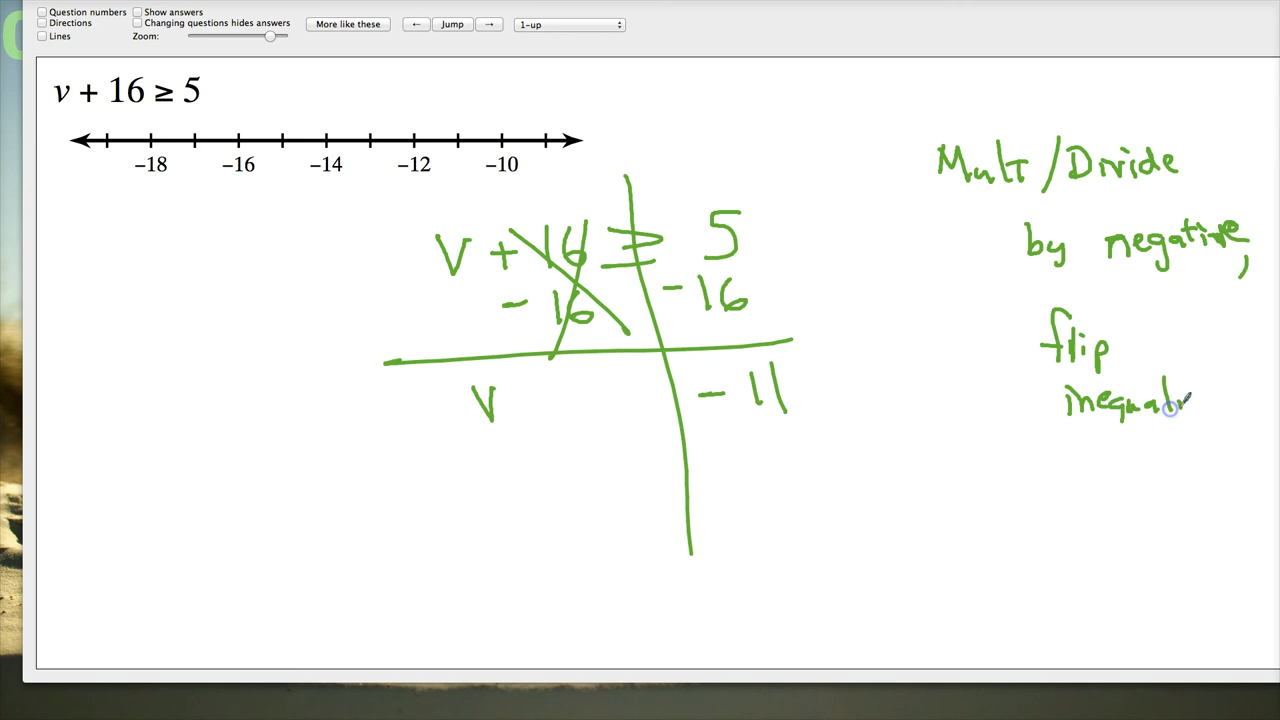 Question numbers Show answers
Directions Changing questions hides answers
Lines Zoom:
More like these ← Jump → 1-up
v + 16 ≥ 5
−18 −16 −14 −12 −10
Mult/Divide
by negative,
flip
inequali
v + 16 ≥ 5
- 16 - 16
v - 11